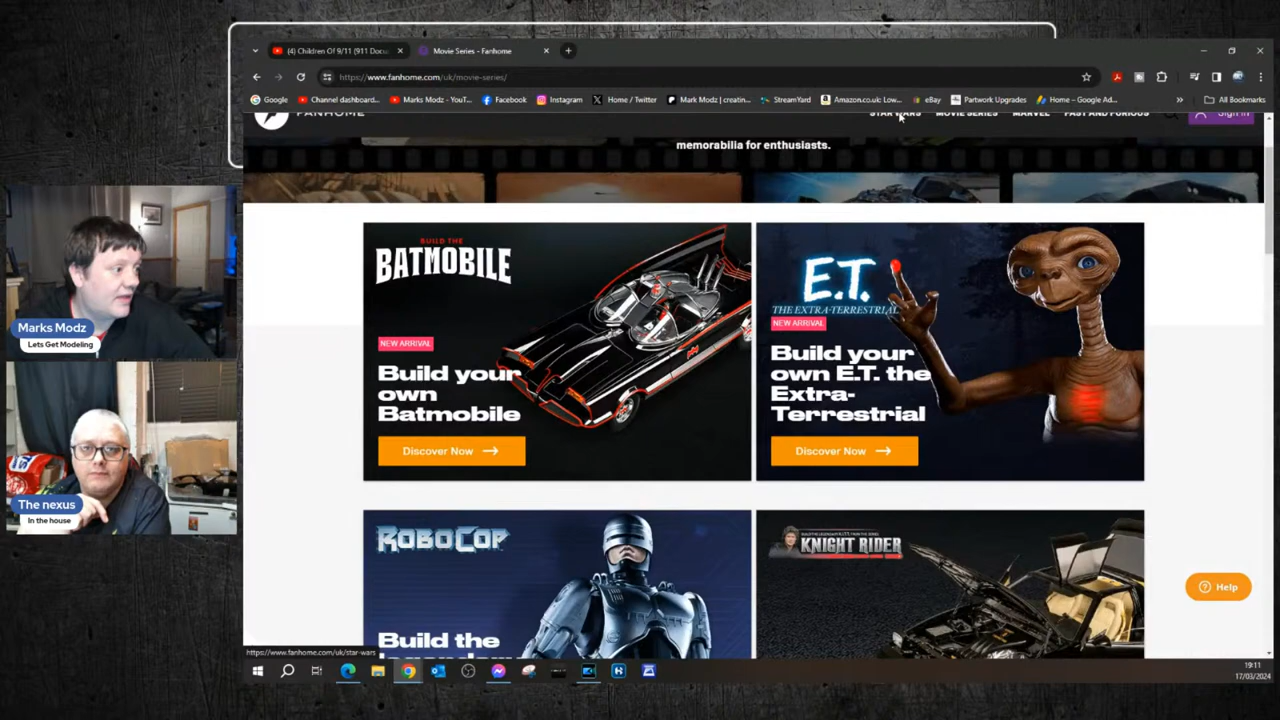 (4) Children Of 9/11 (911 Docu...
Movie Series - Fanhome
https://www.fanhome.com/uk/movie-series/
Google
Channel dashboard...
Marks Modz - YouT...
Facebook
Instagram
Home / Twitter
Mark Modz | creatin...
StreamYard
Amazon.co.uk: Low...
eBay
Partwork Upgrades
Home – Google Ad...
»
All Bookmarks
FANHOME
STAR WARS
MOVIE SERIES
MARVEL
FAST AND FURIOUS
Sign in
memorabilia for enthusiasts.
BUILD THE
BATMOBILE
NEW ARRIVAL
Build your
own
Batmobile
Discover Now →
E.T.
THE EXTRA-TERRESTRIAL
NEW ARRIVAL
Build your
own E.T. the
Extra-
Terrestrial
Discover Now →
Marks Modz
Lets Get Modeling
The nexus
In the house
ROBOCOP
Build the
KNIGHT RIDER
Help
https://www.fanhome.com/uk/star-wars
19:11
17/03/2024